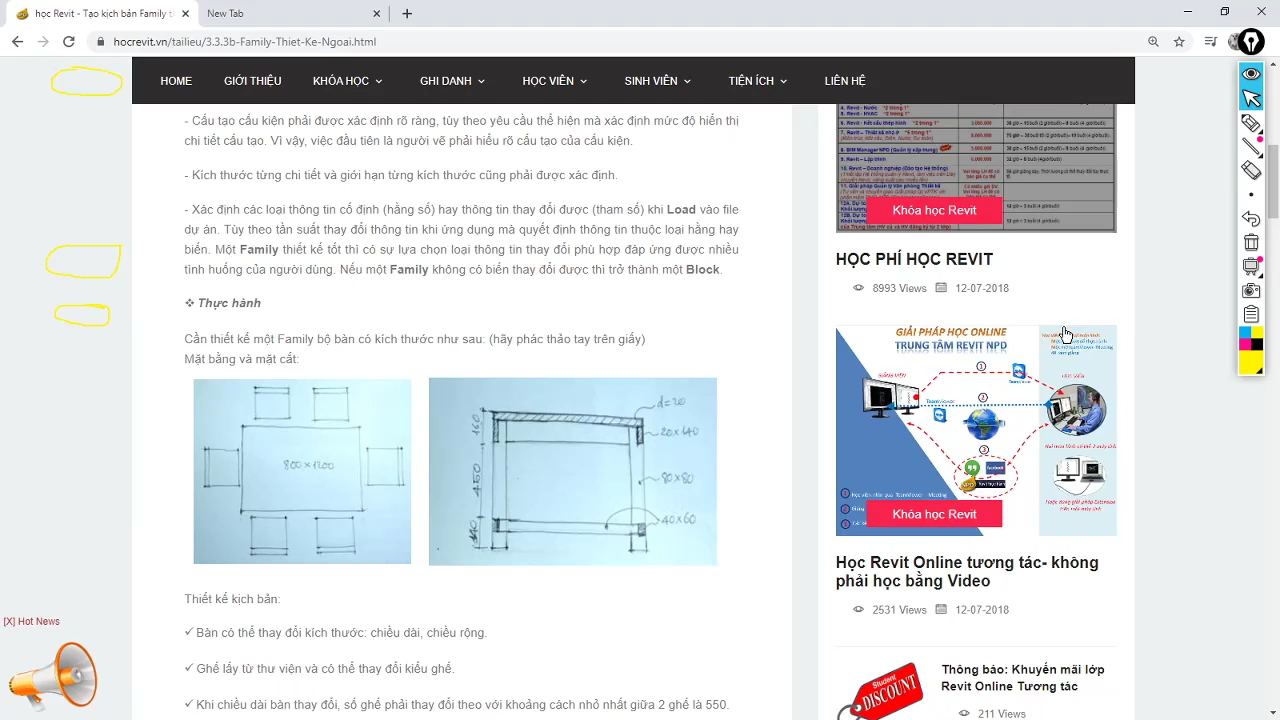 học Revit - Tạo kịch bản Family t
New Tab
hocrevit.vn/tailieu/3.3.3b-Family-Thiet-Ke-Ngoai.html
HOME
GIỚI THIỆU
KHÓA HỌC
GHI DANH
HỌC VIÊN
SINH VIÊN
TIỆN ÍCH
LIÊN HỆ
- Cấu tạo cấu kiện phải được xác định rõ ràng, tùy theo yêu cầu thể hiện mà xác định mức độ hiển thị
những cấu tạo. Vì vậy, việc đầu tiên là người vẽ phải hiểu rõ cấu tạo của cấu kiện.
- Kích thước từng chi tiết và giới hạn từng kích thước cũng phải được xác định.
- Xác định các loại thông tin cố định (hằng số) hay thông tin thay đổi được (tham số) khi Load vào file
dự án. Tùy theo tần suất thay đổi thông tin khi ứng dụng mà quyết định thông tin thuộc loại hằng hay
biến. Một Family thiết kế tốt khi có sự lựa chọn loại thông tin thay đổi phù hợp đáp ứng được nhiều
tình huống của người dùng. Nếu một Family không có biến thay đổi được thì trở thành một Block.
❖ Thực hành
Cần thiết kế một Family bộ bàn có kích thước như sau: (hãy phác thảo tay trên giấy)
Mặt bằng và mặt cắt:
800x1200
d=20
20x140
80x80
40x60
Thiết kế kịch bản:
✓ Bàn có thể thay đổi kích thước: chiều dài, chiều rộng.
✓ Ghế lấy từ thư viện và có thể thay đổi kiểu ghế.
✓ Khi chiều dài bàn thay đổi, số ghế phải thay đổi theo với khoảng cách nhỏ nhất giữa 2 ghế là 550.
[X] Hot News
Khóa học Revit
HỌC PHÍ HỌC REVIT
8993 Views 12-07-2018
GIẢI PHÁP HỌC ONLINE
TRUNG TÂM REVIT NPD
GIẢNG VIÊN
HỌC VIÊN
1
TeamViewer
Teamviewer
2
3
facebook
Khóa học Revit
Học Revit Online tương tác- không
phải học bằng Video
2531 Views 12-07-2018
Student
DISCOUNT
Thông báo: Khuyến mãi lớp
Revit Online Tương tác
211 Views